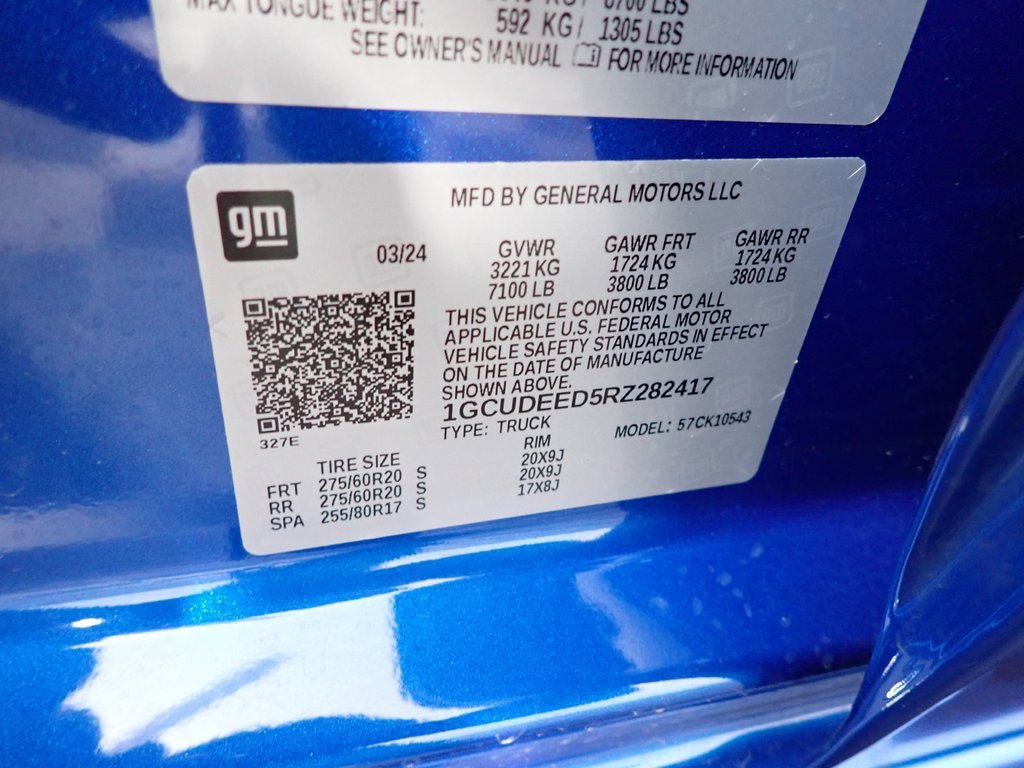 MAX TONGUE WEIGHT: 592 KG / 1305 LBS
SEE OWNER'S MANUAL FOR MORE INFORMATION
gm
MFD BY GENERAL MOTORS LLC
03/24
GVWR GAWR FRT GAWR RR
3221 KG 1724 KG 1724 KG
7100 LB 3800 LB 3800 LB
THIS VEHICLE CONFORMS TO ALL
APPLICABLE U.S. FEDERAL MOTOR
VEHICLE SAFETY STANDARDS IN EFFECT
ON THE DATE OF MANUFACTURE
SHOWN ABOVE.
1GCUDEED5RZ282417
TYPE: TRUCK MODEL: 57CK10543
327E
TIRE SIZE RIM
FRT 275/60R20 S 20X9J
RR 275/60R20 S 20X9J
SPA 255/80R17 S 17X8J